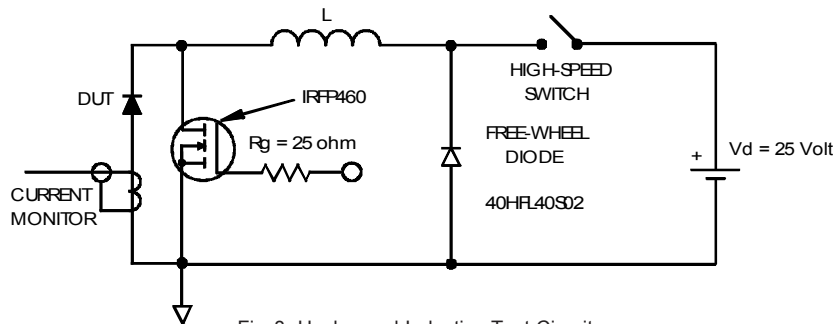 L
HIGH-SPEED
SWITCH
DUT
IRFP460
Rg = 25 ohm
FREE-WHEEL
DIODE
+
Vd = 25 Volt
CURRENT
MONITOR
40HFL40S02